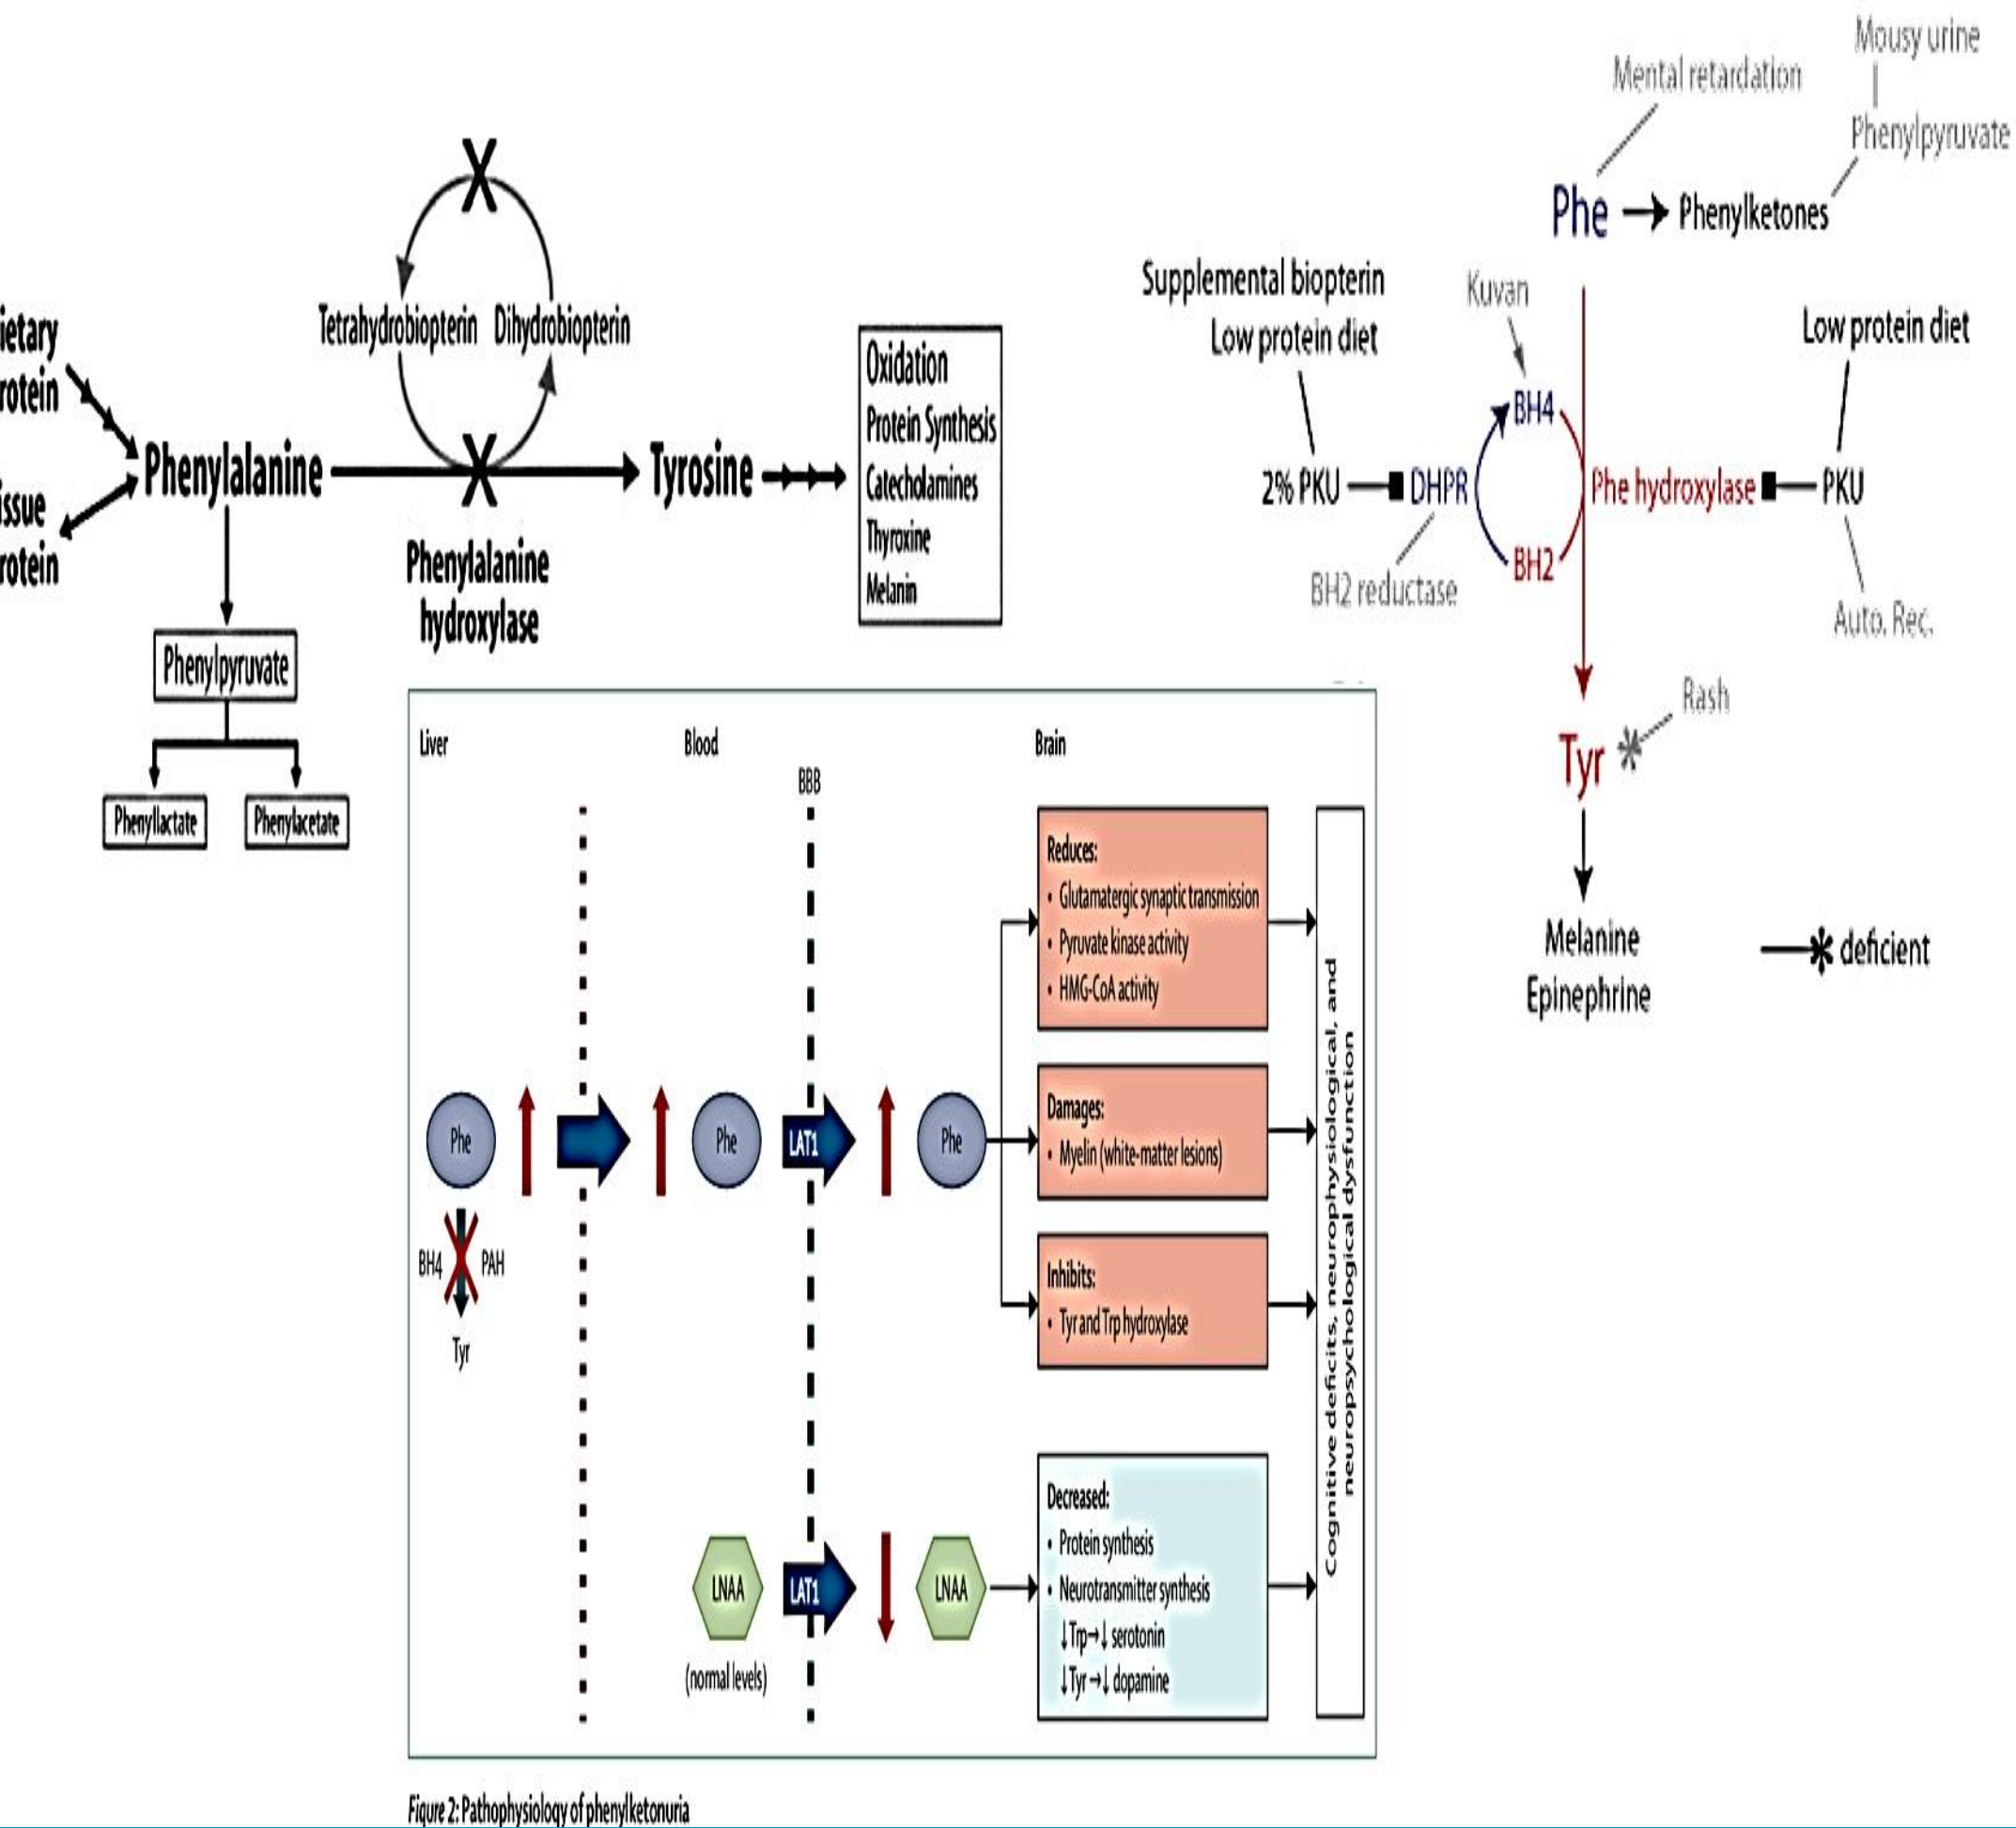 ietary
rotein
issue
rotein
Phenylalanine
Tetrahydrobiopterin
Dihydrobiopterin
Phenylalanine
hydroxylase
Tyrosine
Oxidation
Protein Synthesis
Catecholamines
Thyroxine
Melanin
Phenylpyruvate
Phenyllactate
Phenylacetate
Mousy urine
Mental retardation
Phenylpyruvate
Phe
Phenylketones
Supplemental biopterin
Low protein diet
Kuvan
Low protein diet
BH4
2% PKU
DHPR
Phe hydroxylase
PKU
BH2
BH2 reductase
Auto. Rec.
Rash
Tyr *
Melanine
Epinephrine
* deficient
Liver
Blood
Brain
BBB
Phe
Phe
LAT1
Phe
BH4
PAH
Tyr
Reduces:
• Glutamatergic synaptic transmission
• Pyruvate kinase activity
• HMG-CoA activity
Damages:
• Myelin (white-matter lesions)
Inhibits:
• Tyr and Trp hydroxylase
LNAA
LAT1
LNAA
(normal levels)
Decreased:
• Protein synthesis
• Neurotransmitter synthesis
↓Trp→↓ serotonin
↓Tyr→↓ dopamine
Cognitive deficits, neurophysiological, and
neuropsychological dysfunction
Figure 2: Pathophysiology of phenylketonuria